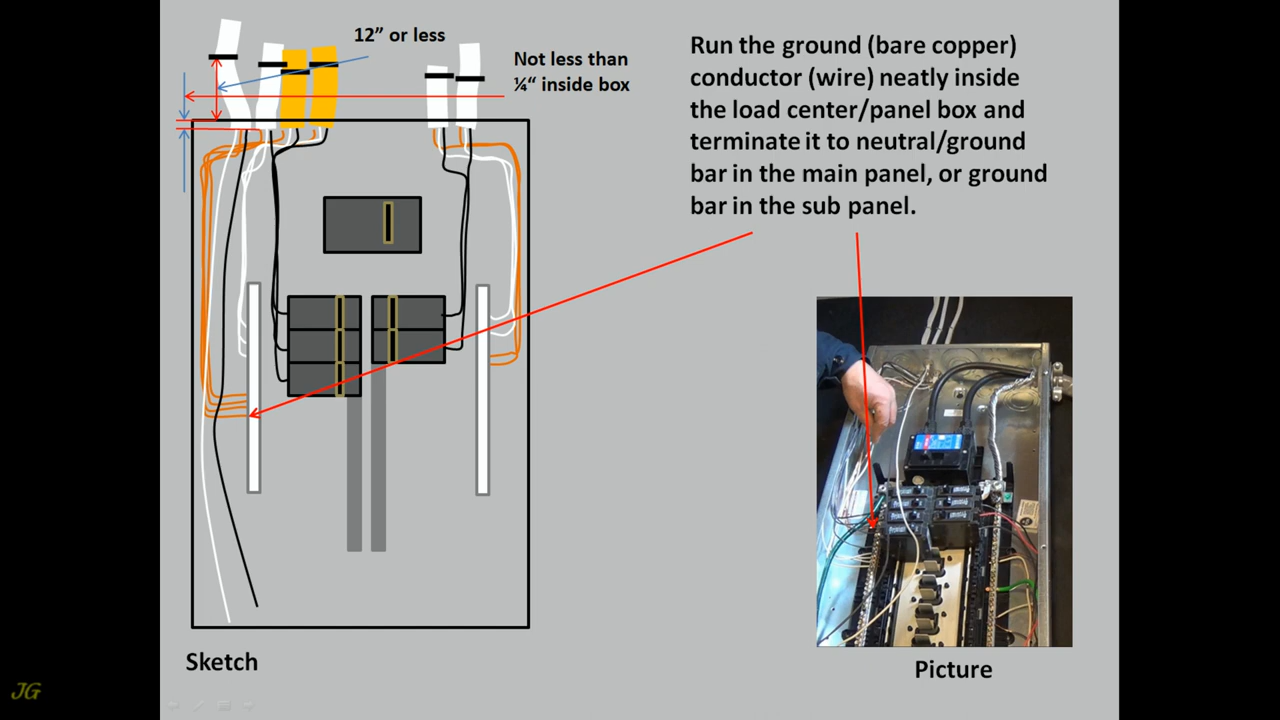 12” or less
Not less than
¼“ inside box
Run the ground (bare copper)
conductor (wire) neatly inside
the load center/panel box and
terminate it to neutral/ground
bar in the main panel, or ground
bar in the sub panel.
Sketch
Picture
JG